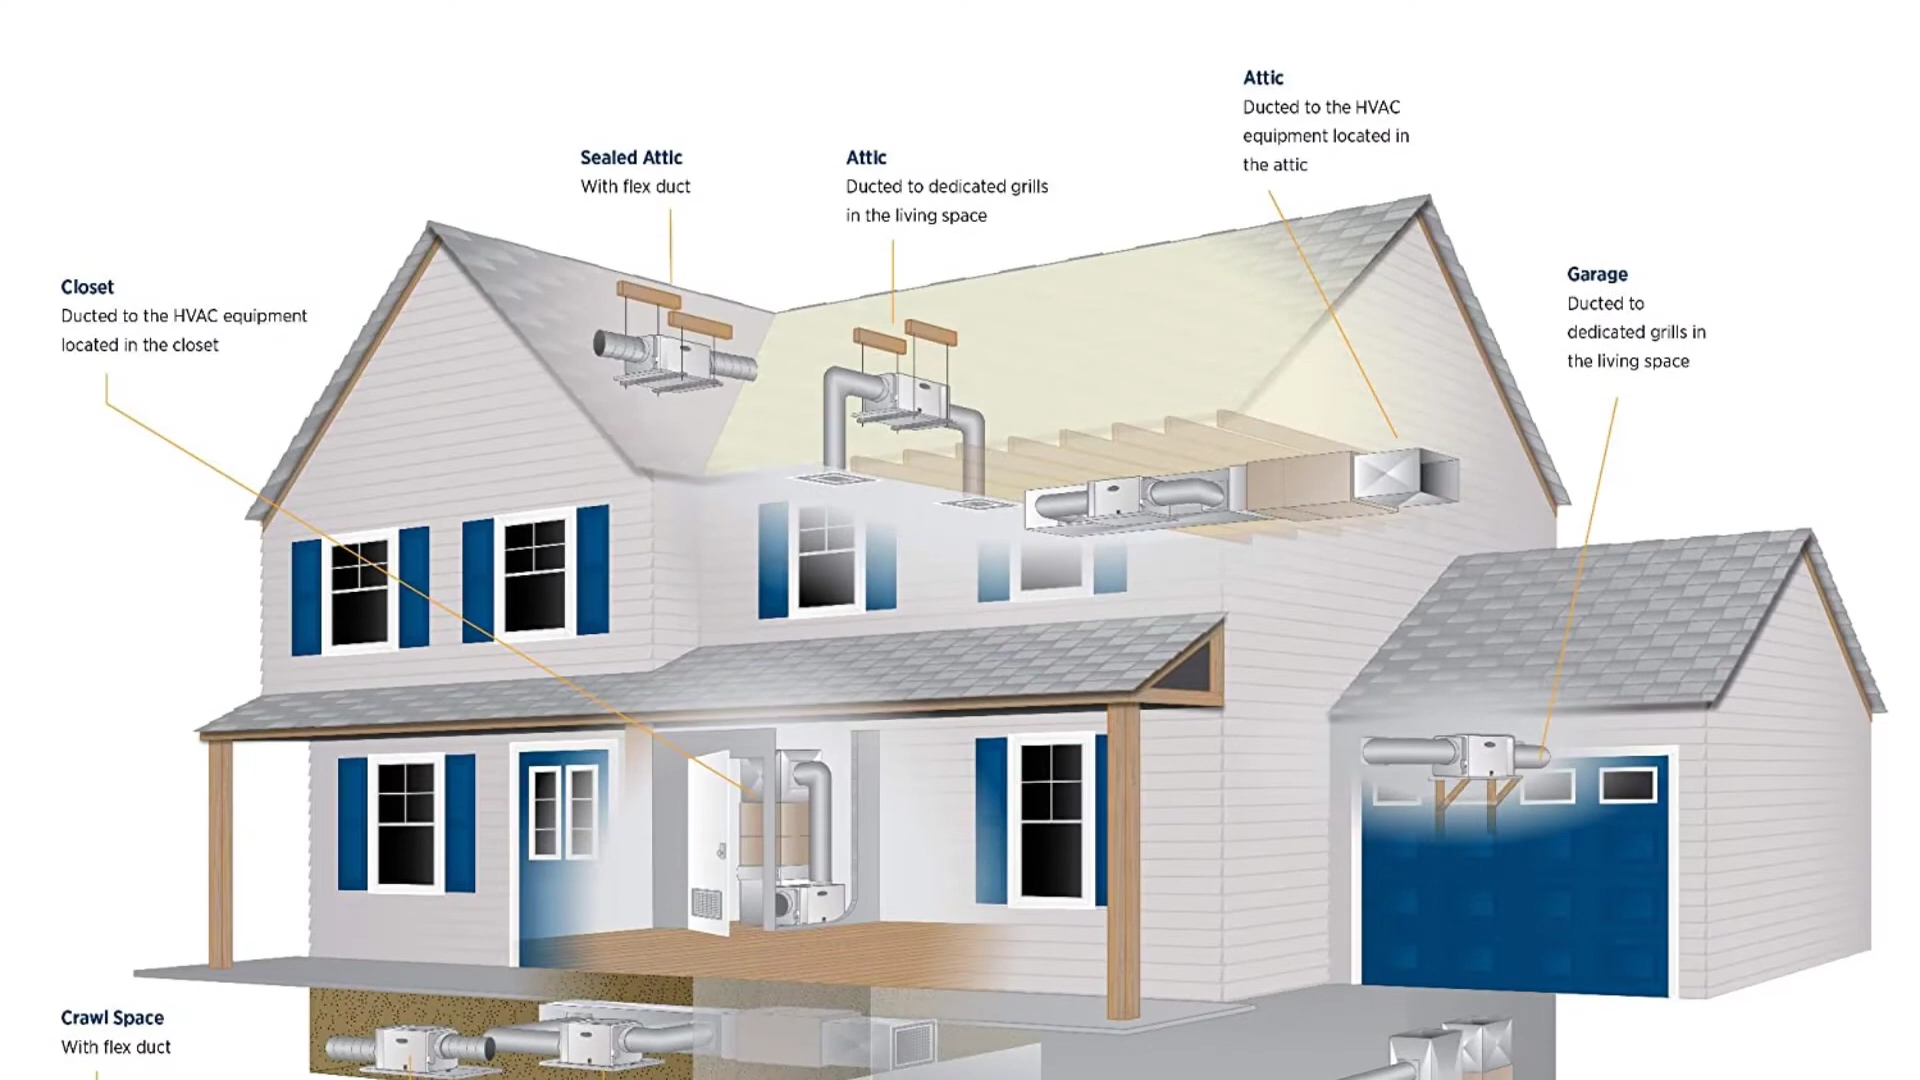 Attic
Ducted to the HVAC
equipment located in
the attic
Sealed Attic
With flex duct
Attic
Ducted to dedicated grills
in the living space
Garage
Ducted to
dedicated grills in
the living space
Closet
Ducted to the HVAC equipment
located in the closet
Crawl Space
With flex duct